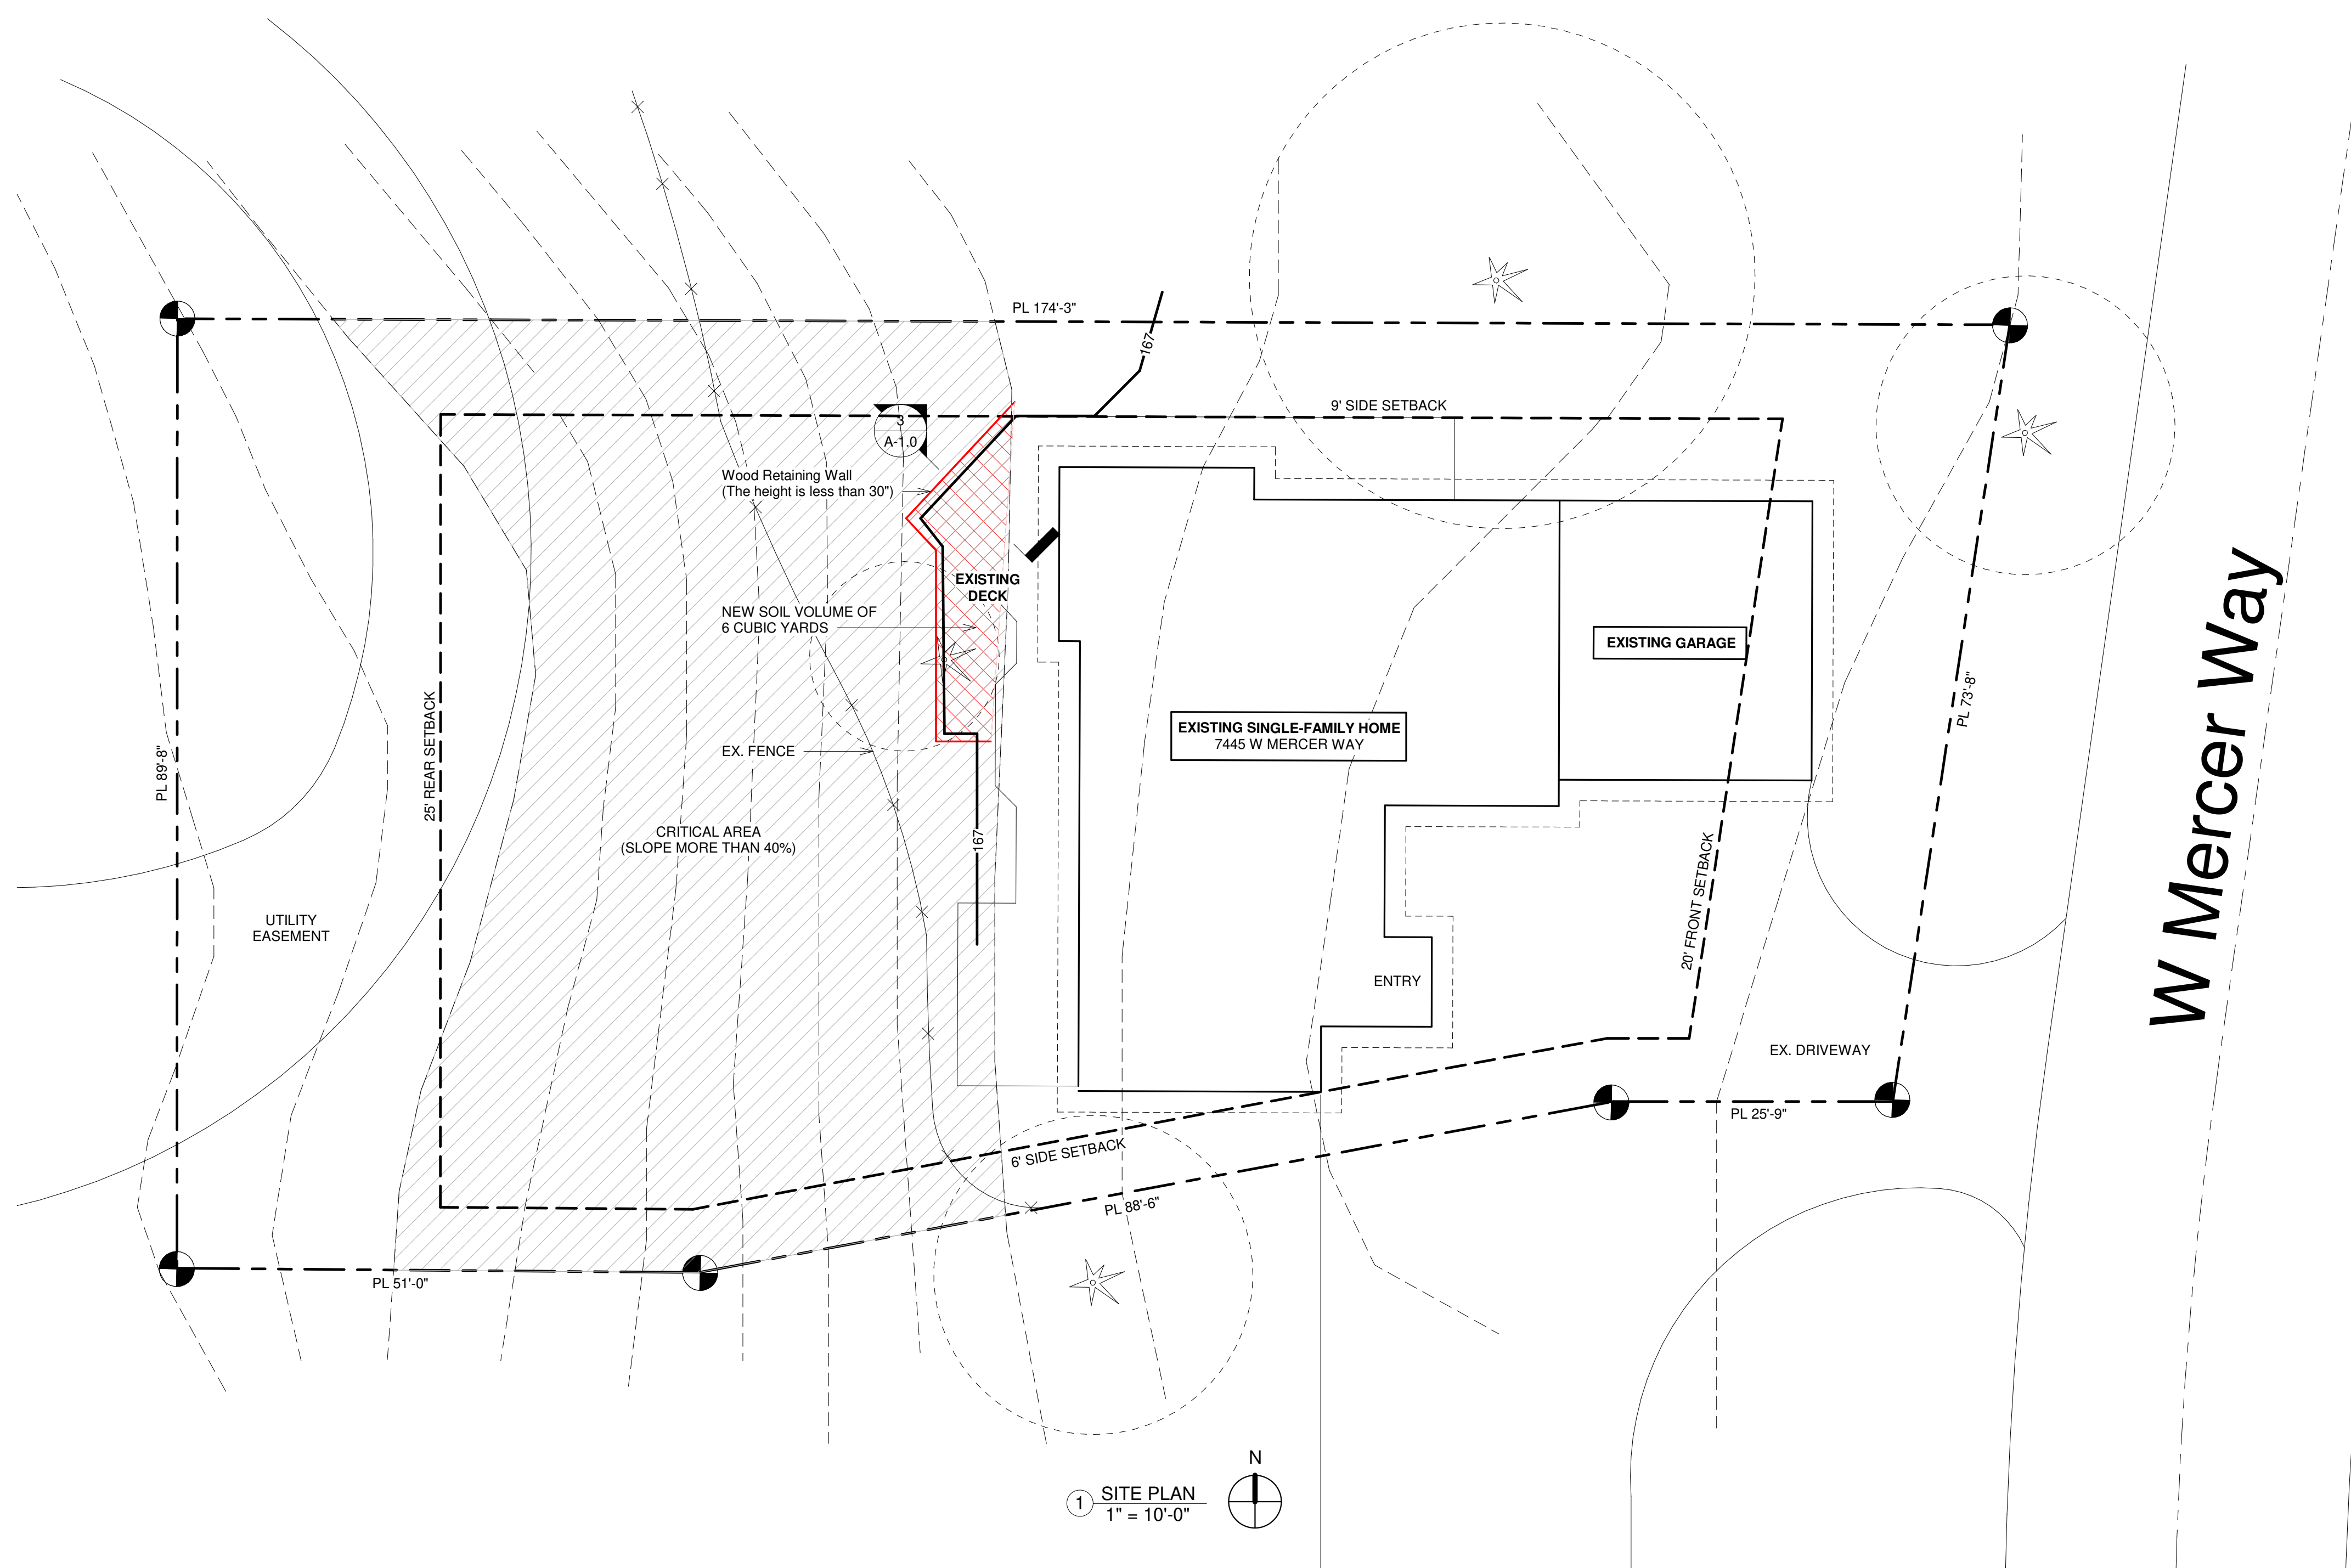 PL 174'-3"
167
9' SIDE SETBACK
3
A-1.0
Wood Retaining Wall
(The height is less than 30")
EXISTING
DECK
NEW SOIL VOLUME OF
6 CUBIC YARDS
EXISTING GARAGE
W Mercer Way
PL 73'-8"
EXISTING SINGLE-FAMILY HOME
7445 W MERCER WAY
EX. FENCE
PL 89'-8"
25' REAR SETBACK
CRITICAL AREA
(SLOPE MORE THAN 40%)
167
20' FRONT SETBACK
UTILITY
EASEMENT
ENTRY
EX. DRIVEWAY
PL 25'-9"
6' SIDE SETBACK
PL 88'-6"
PL 51'-0"
N
1
SITE PLAN
1" = 10'-0"